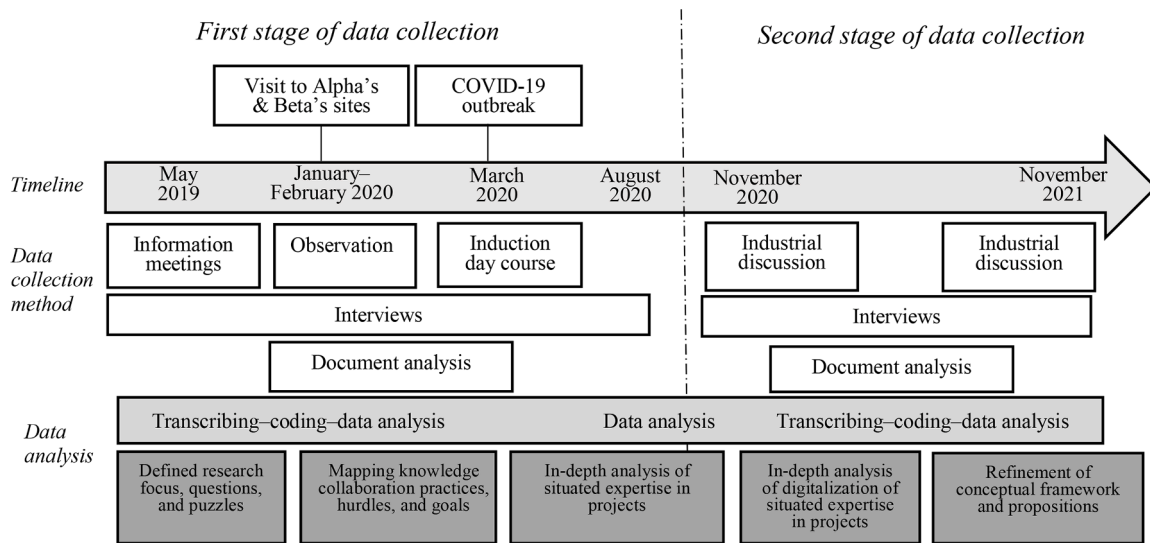 First stage of data collection
Second stage of data collection
Visit to Alpha’s
& Beta’s sites
COVID-19
outbreak
Timeline
May
2019
January–
February 2020
March
2020
August
2020
November
2020
November
2021
Data
collection
method
Information
meetings
Observation
Induction
day course
Industrial
discussion
Industrial
discussion
Interviews
Interviews
Document analysis
Document analysis
Data
analysis
Transcribing–coding–data analysis
Data analysis
Transcribing–coding–data analysis
Defined research
focus, questions,
and puzzles
Mapping knowledge
collaboration practices,
hurdles, and goals
In-depth analysis of
situated expertise in
projects
In-depth analysis
of digitalization of
situated expertise
in projects
Refinement of
conceptual framework
and propositions